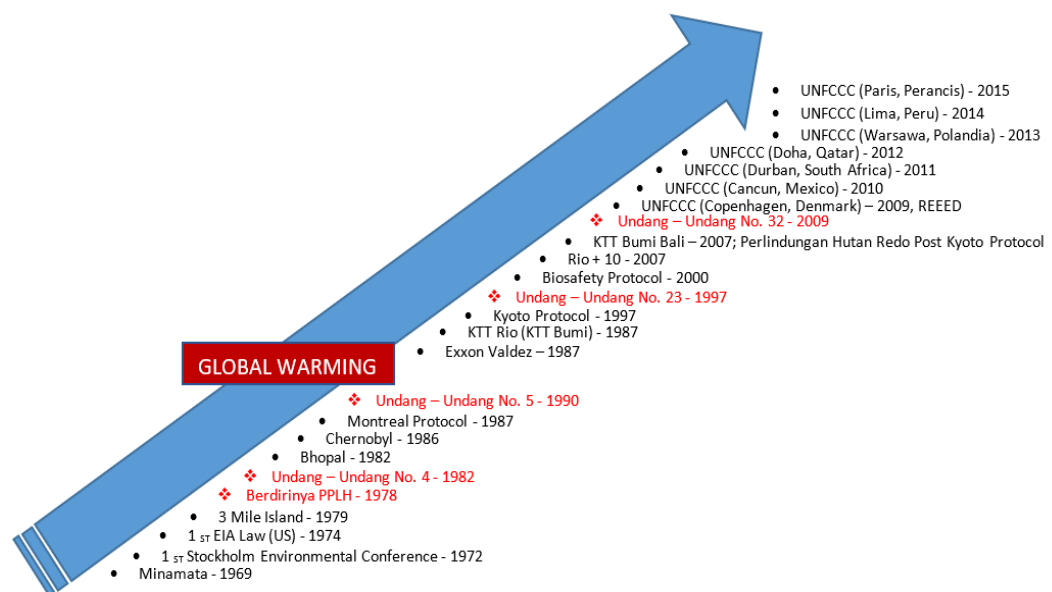 UNFCCC (Paris, Perancis) - 2015
UNFCCC (Lima, Peru) - 2014
UNFCCC (Warsawa, Polandia) - 2013
UNFCCC (Doha, Qatar) - 2012
UNFCCC (Durban, South Africa) - 2011
UNFCCC (Cancun, Mexico) - 2010
UNFCCC (Copenhagen, Denmark) – 2009, REEED
Undang – Undang No. 32 - 2009
KTT Bumi Bali – 2007; Perlindungan Hutan Redo Post Kyoto Protocol
Rio + 10 - 2007
Biosafety Protocol - 2000
Undang – Undang No. 23 - 1997
Kyoto Protocol - 1997
KTT Rio (KTT Bumi) - 1987
Exxon Valdez – 1987
GLOBAL WARMING
Undang – Undang No. 5 - 1990
Montreal Protocol - 1987
Chernobyl - 1986
Bhopal - 1982
Undang – Undang No. 4 - 1982
Berdirinya PPLH - 1978
3 Mile Island - 1979
1 ST EIA Law (US) - 1974
1 ST Stockholm Environmental Conference - 1972
Minamata - 1969